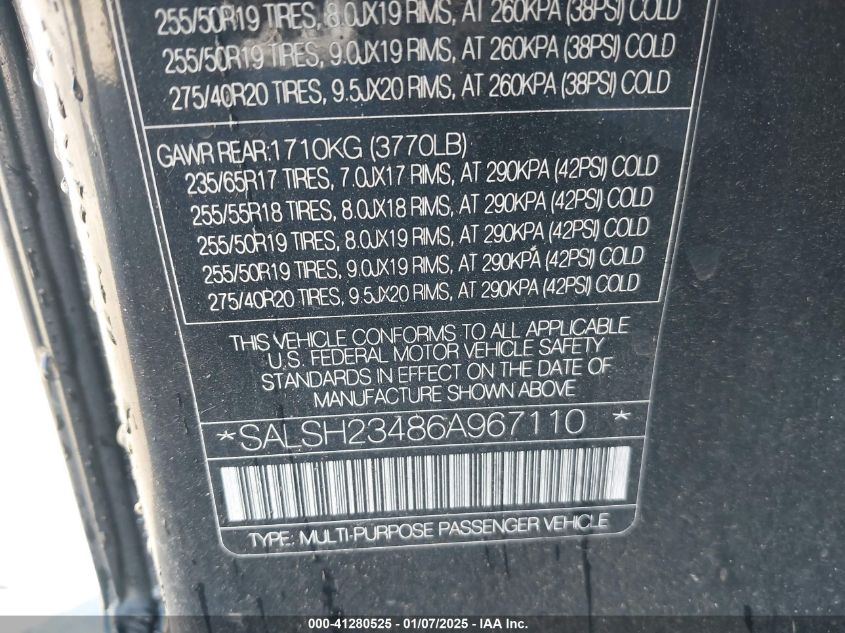 255/50R19 TIRES, 8.0JX19 RIMS, AT 260KPA (38PSI) COLD
255/50R19 TIRES, 9.0JX19 RIMS, AT 260KPA (38PSI) COLD
275/40R20 TIRES, 9.5JX20 RIMS, AT 260KPA (38PSI) COLD
GAWR REAR:1710KG (3770LB)
235/65R17 TIRES, 7.0JX17 RIMS, AT 290KPA (42PSI) COLD
255/55R18 TIRES, 8.0JX18 RIMS, AT 290KPA (42PSI) COLD
255/50R19 TIRES, 8.0JX19 RIMS, AT 290KPA (42PSI) COLD
255/50R19 TIRES, 9.0JX19 RIMS, AT 290KPA (42PSI) COLD
275/40R20 TIRES, 9.5JX20 RIMS, AT 290KPA (42PSI) COLD
THIS VEHICLE CONFORMS TO ALL APPLICABLE
U.S. FEDERAL MOTOR VEHICLE SAFETY
STANDARDS IN EFFECT ON THE DATE OF
MANUFACTURE SHOWN ABOVE
*SALSH23486A967110 *
TYPE: MULTI-PURPOSE PASSENGER VEHICLE
000-41280525 - 01/07/2025 - IAA Inc.